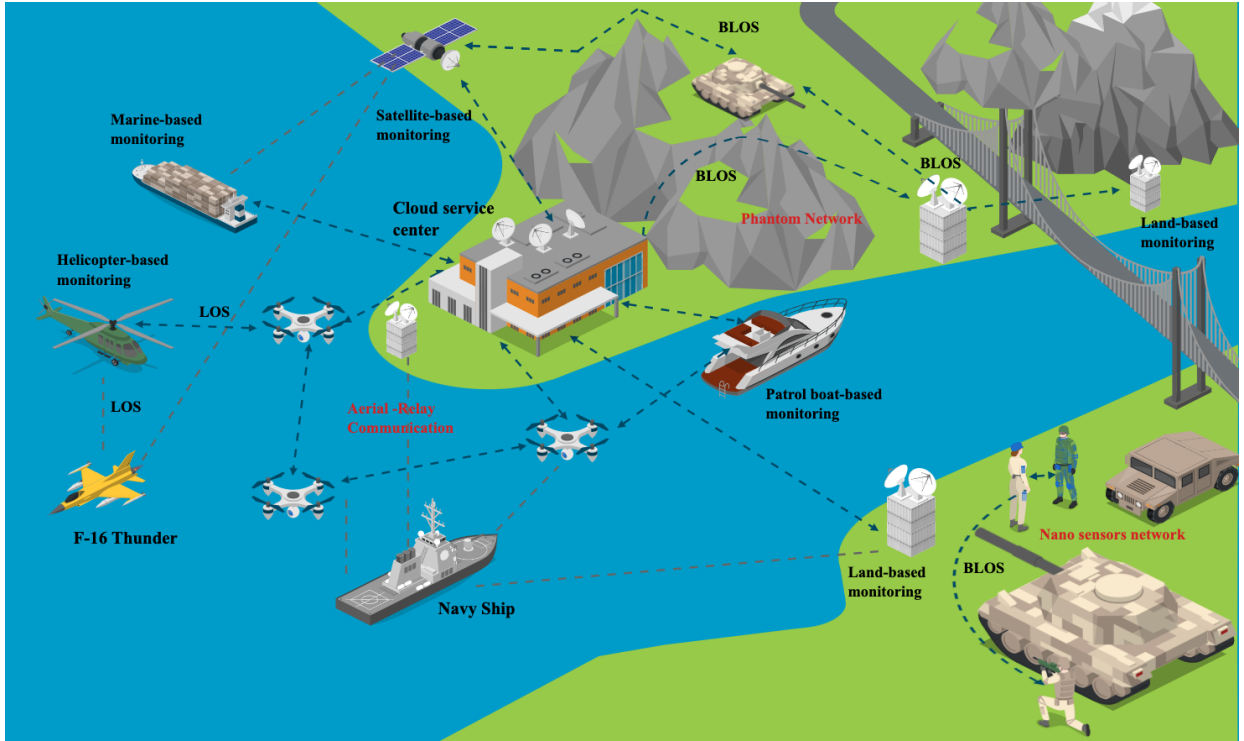 BLOS
Marine-based
monitoring
Satellite-based
monitoring
BLOS
BLOS
Phantom Network
Cloud service
center
Land-based
monitoring
Helicopter-based
monitoring
LOS
LOS
Aerial -Relay
Communication
Patrol boat-based
monitoring
F-16 Thunder
Nano sensors network
BLOS
Land-based
monitoring
Navy Ship